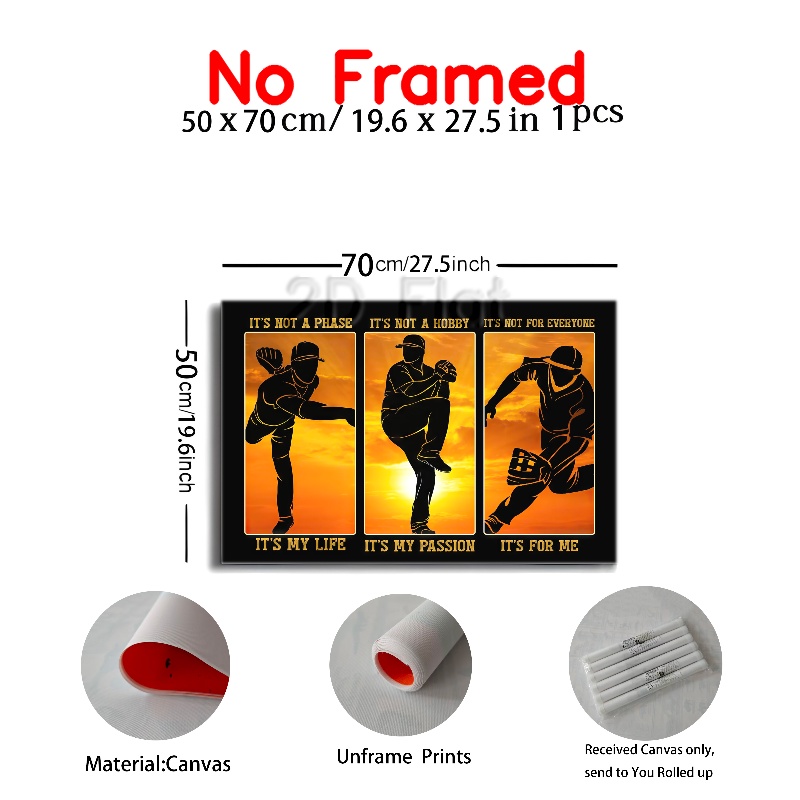 No Framed
50 x 70 cm/ 19.6 x 27.5 in 1pcs
70cm/27.5inch
2D Flat
50cm/19.6inch
IT'S NOT A PHASE
IT'S NOT A HOBBY
IT'S NOT FOR EVERYONE
IT'S MY LIFE
IT'S MY PASSION
IT'S FOR ME
Material:Canvas
Unframe Prints
Received Canvas only,
send to You Rolled up